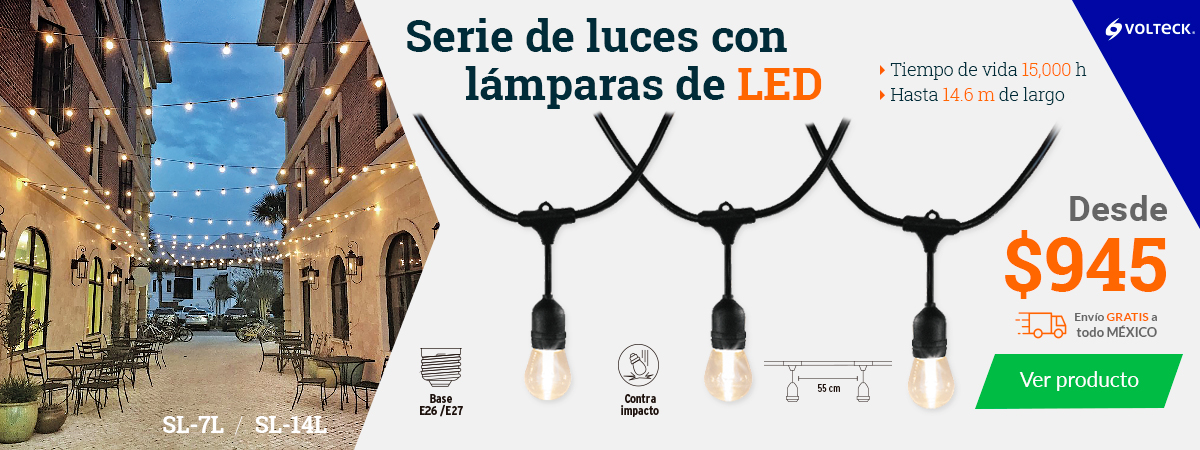 Serie de luces con
lámparas de LED
Tiempo de vida 15,000 h
Hasta 14.6 m de largo
VOLTECK®
Desde
$945
Envío GRATIS a
todo MÉXICO
Ver producto
Base
E26 /E27
Contra
impacto
55 cm
SL-7L / SL-14L